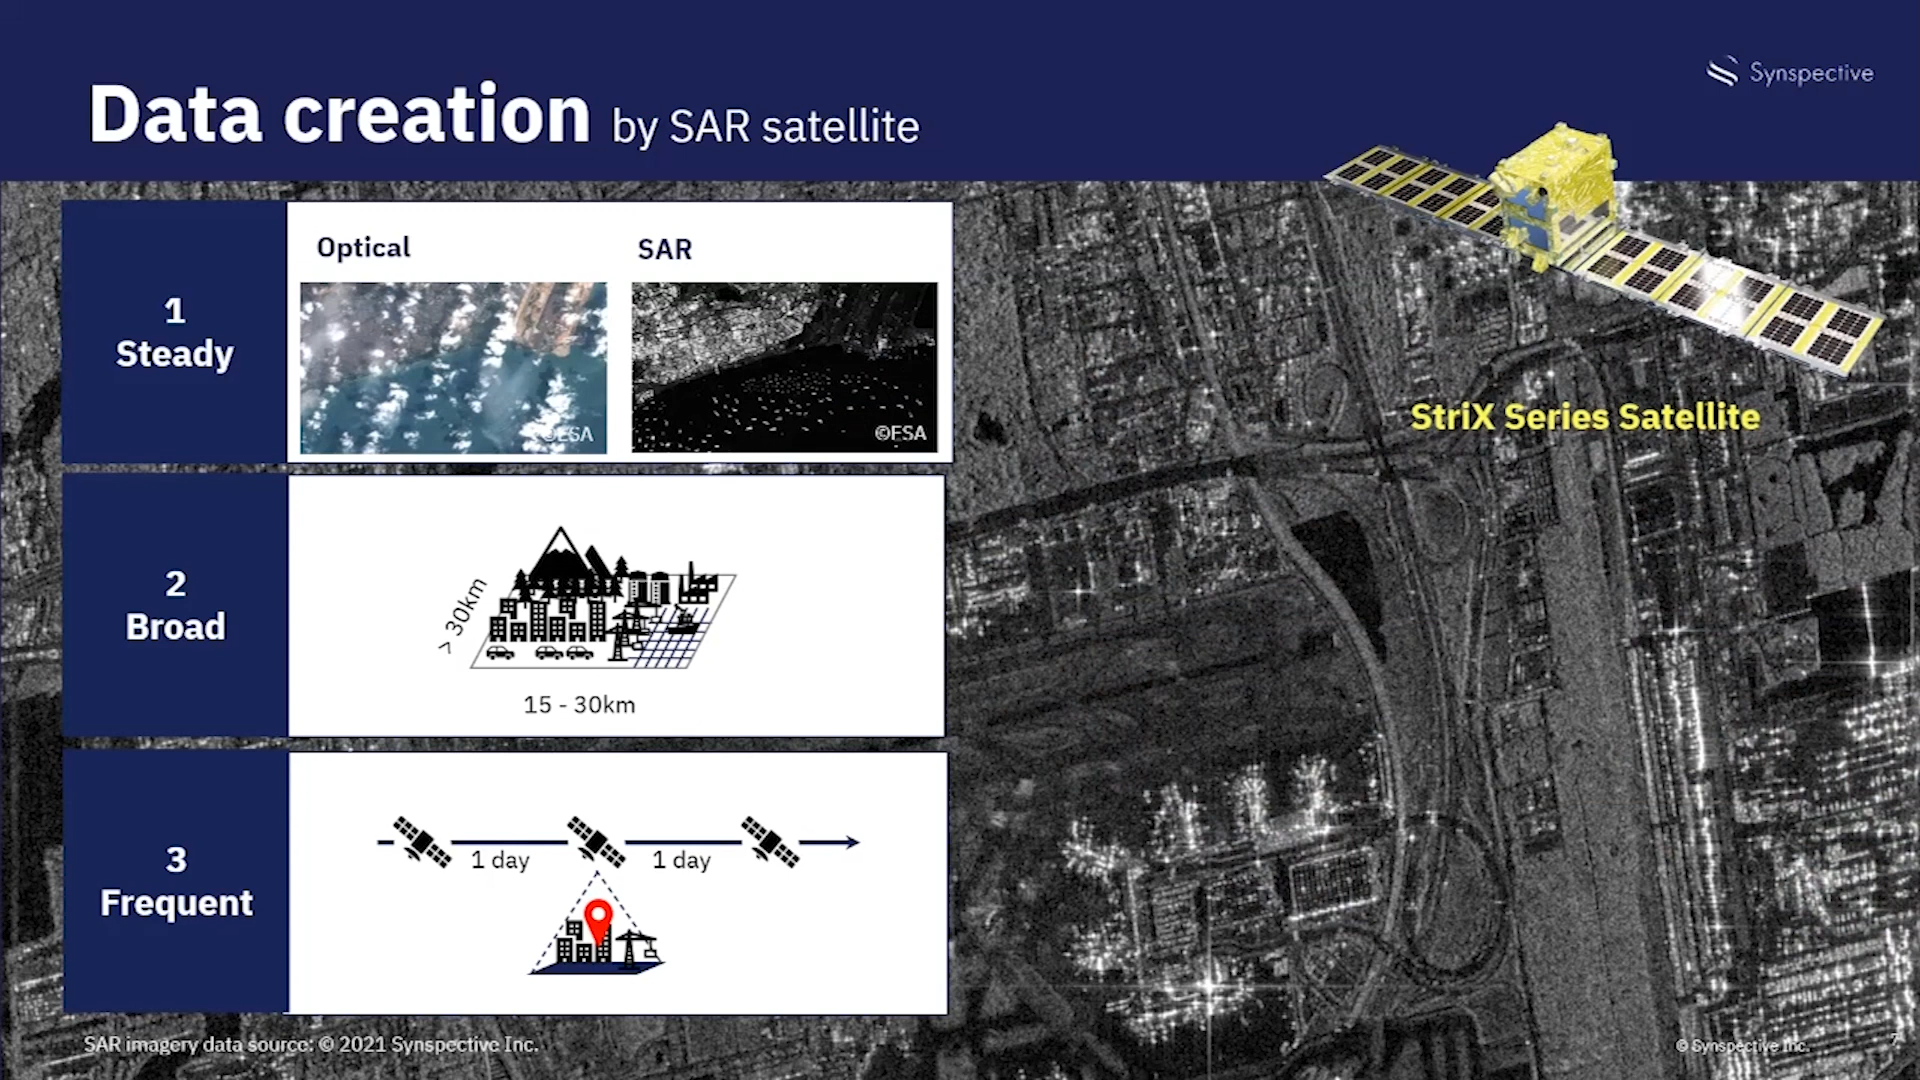 Synspective
Data creation by SAR satellite
1
Steady
Optical
SAR
©ESA
©ESA
StriX Series Satellite
2
Broad
> 30km
15 - 30km
3
Frequent
1 day
1 day
SAR imagery data source: © 2021 Synspective Inc.
© Synspective Inc.
7